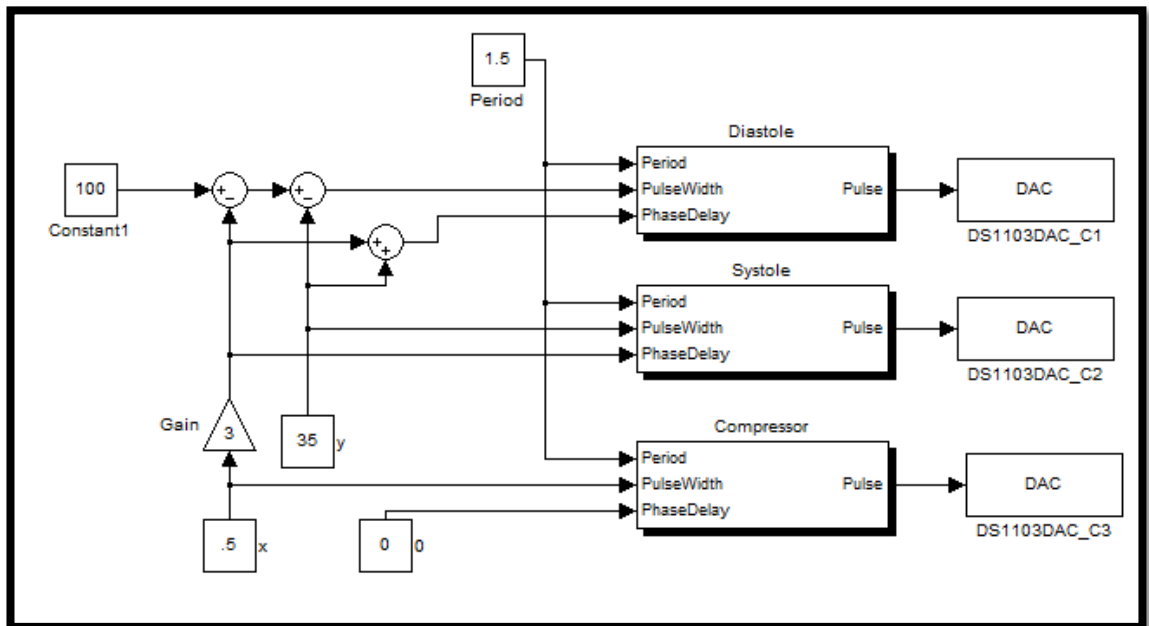 1.5
Period
Diastole
Period
PulseWidth
PhaseDelay
Pulse
DAC
DS1103DAC_C1
100
Constant1
+
−
+
−
+
+
Systole
Period
PulseWidth
PhaseDelay
Pulse
DAC
DS1103DAC_C2
Gain
3
35 y
Compressor
Period
PulseWidth
PhaseDelay
Pulse
DAC
DS1103DAC_C3
.5 x
0 0